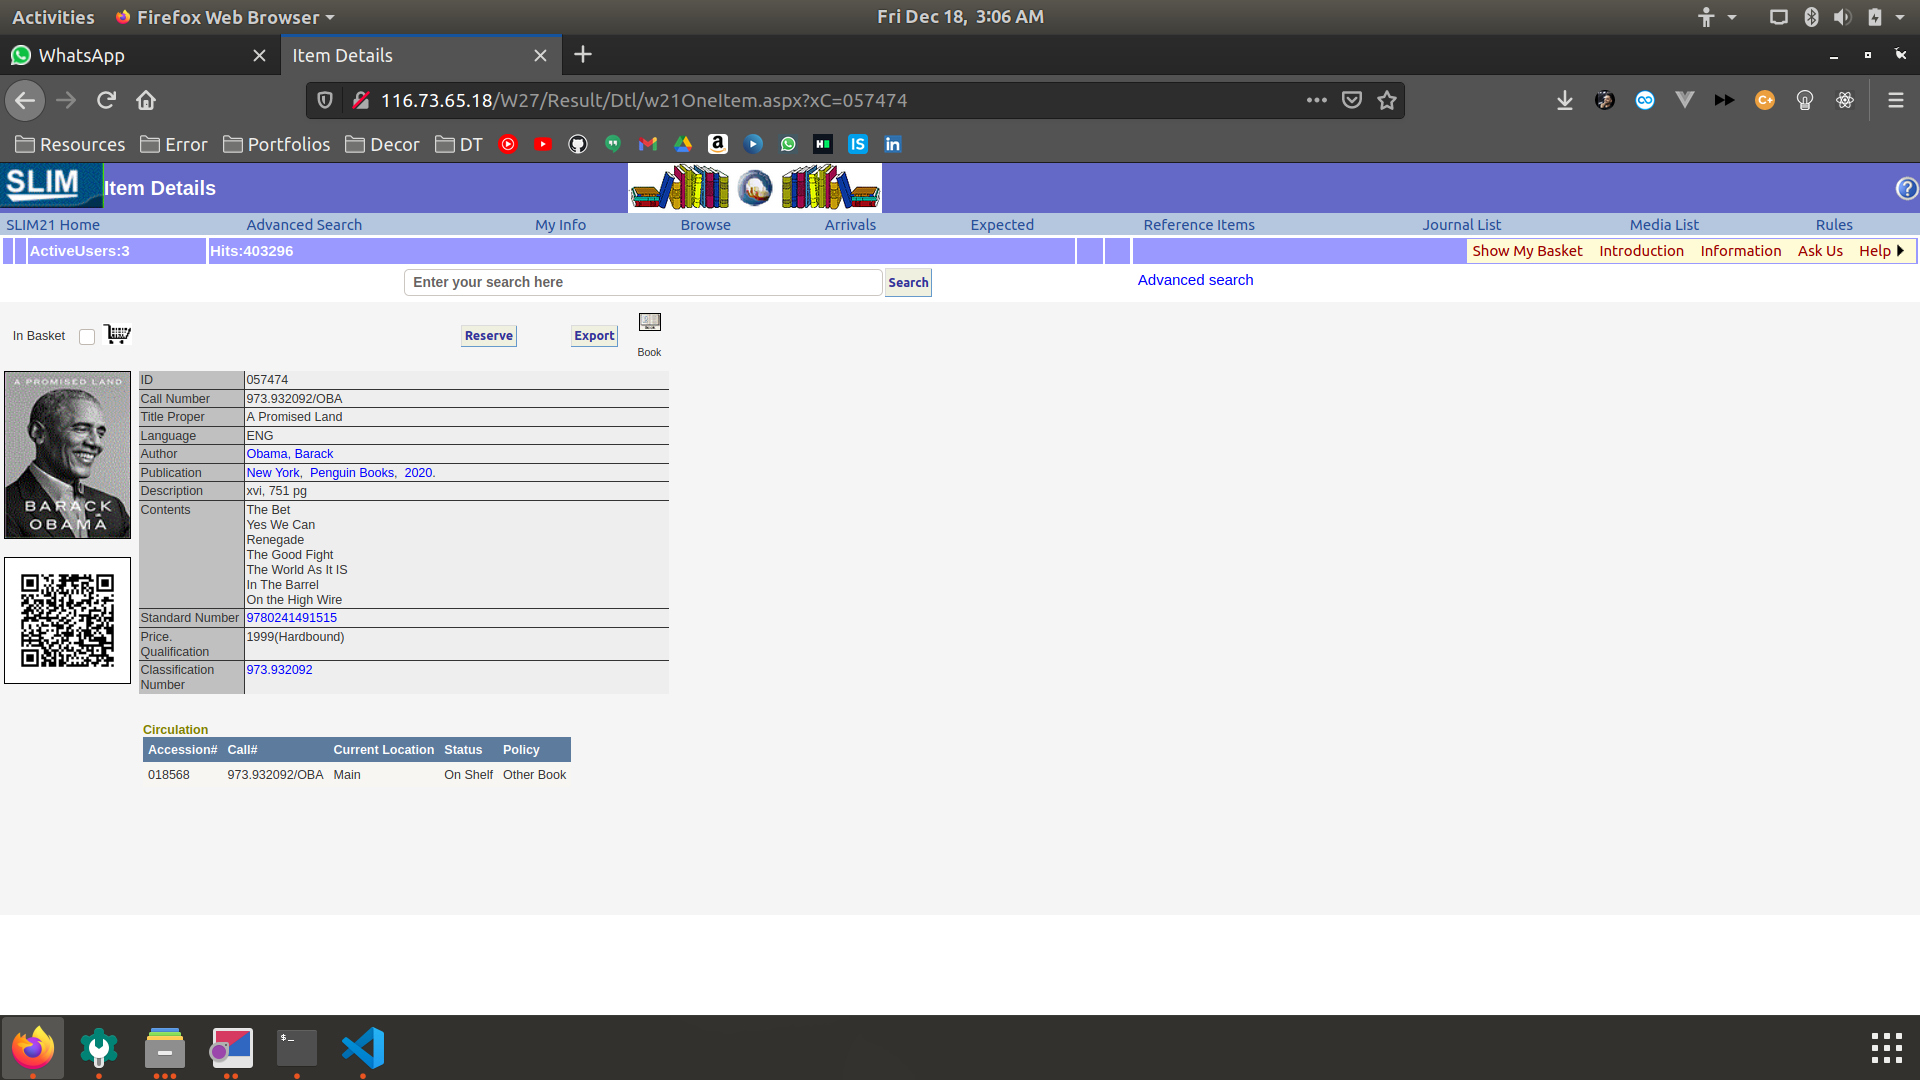 Activities Firefox Web Browser Fri Dec 18, 3:06 AM
WhatsApp Item Details
116.73.65.18/W27/Result/Dtl/w21OneItem.aspx?xC=057474
Resources Error Portfolios Decor DT
SLIM Item Details
SLIM21 Home Advanced Search My Info Browse Arrivals Expected Reference Items Journal List Media List Rules
ActiveUsers:3 Hits:403296 Show My Basket Introduction Information Ask Us Help
Enter your search here Search Advanced search
In Basket Reserve Export Book
A PROMISED LAND
BARACK
OBAMA
ID 057474
Call Number 973.932092/OBA
Title Proper A Promised Land
Language ENG
Author Obama, Barack
Publication New York, Penguin Books, 2020.
Description xvi, 751 pg
Contents The Bet
Yes We Can
Renegade
The Good Fight
The World As It IS
In The Barrel
On the High Wire
Standard Number 9780241491515
Price. 1999(Hardbound)
Qualification
Classification 973.932092
Number
Circulation
Accession# Call# Current Location Status Policy
018568 973.932092/OBA Main On Shelf Other Book